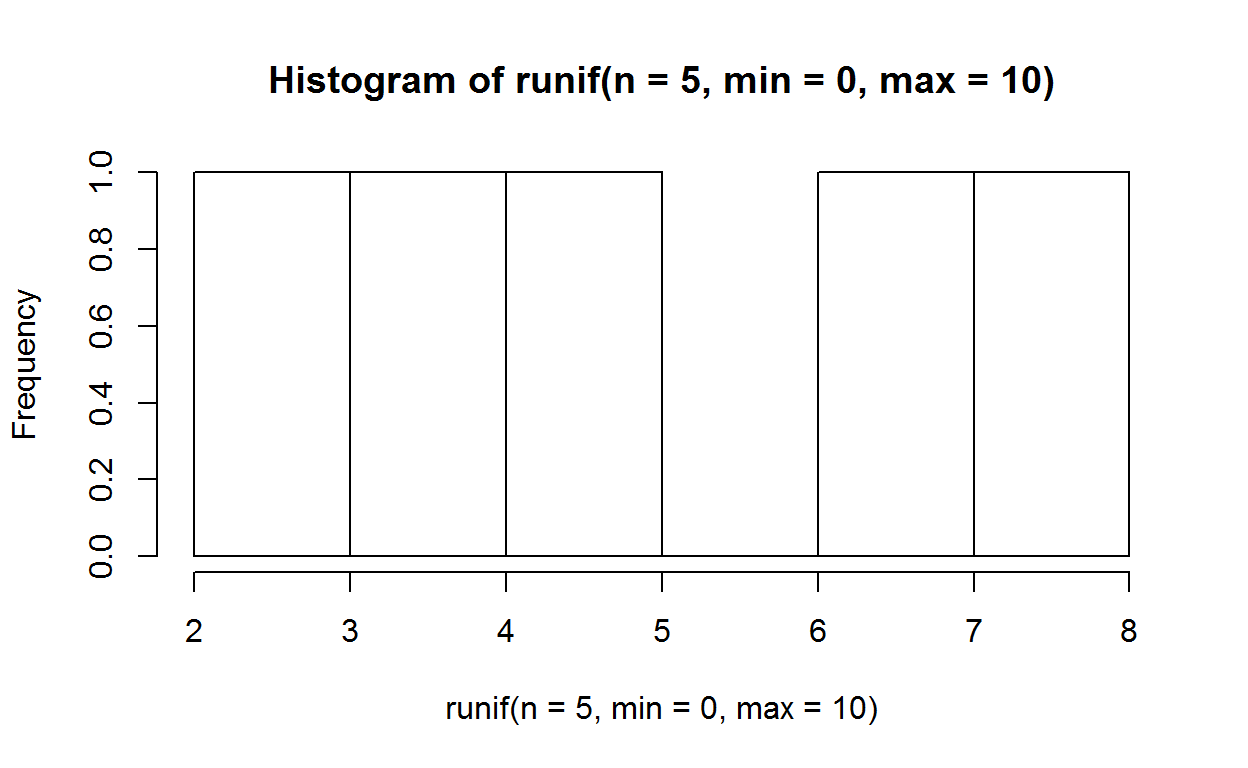 Histogram of runif(n = 5, min = 0, max = 10)
Frequency
1.0
0.8
0.6
0.4
0.2
0.0
2 3 4 5 6 7 8
runif(n = 5, min = 0, max = 10)